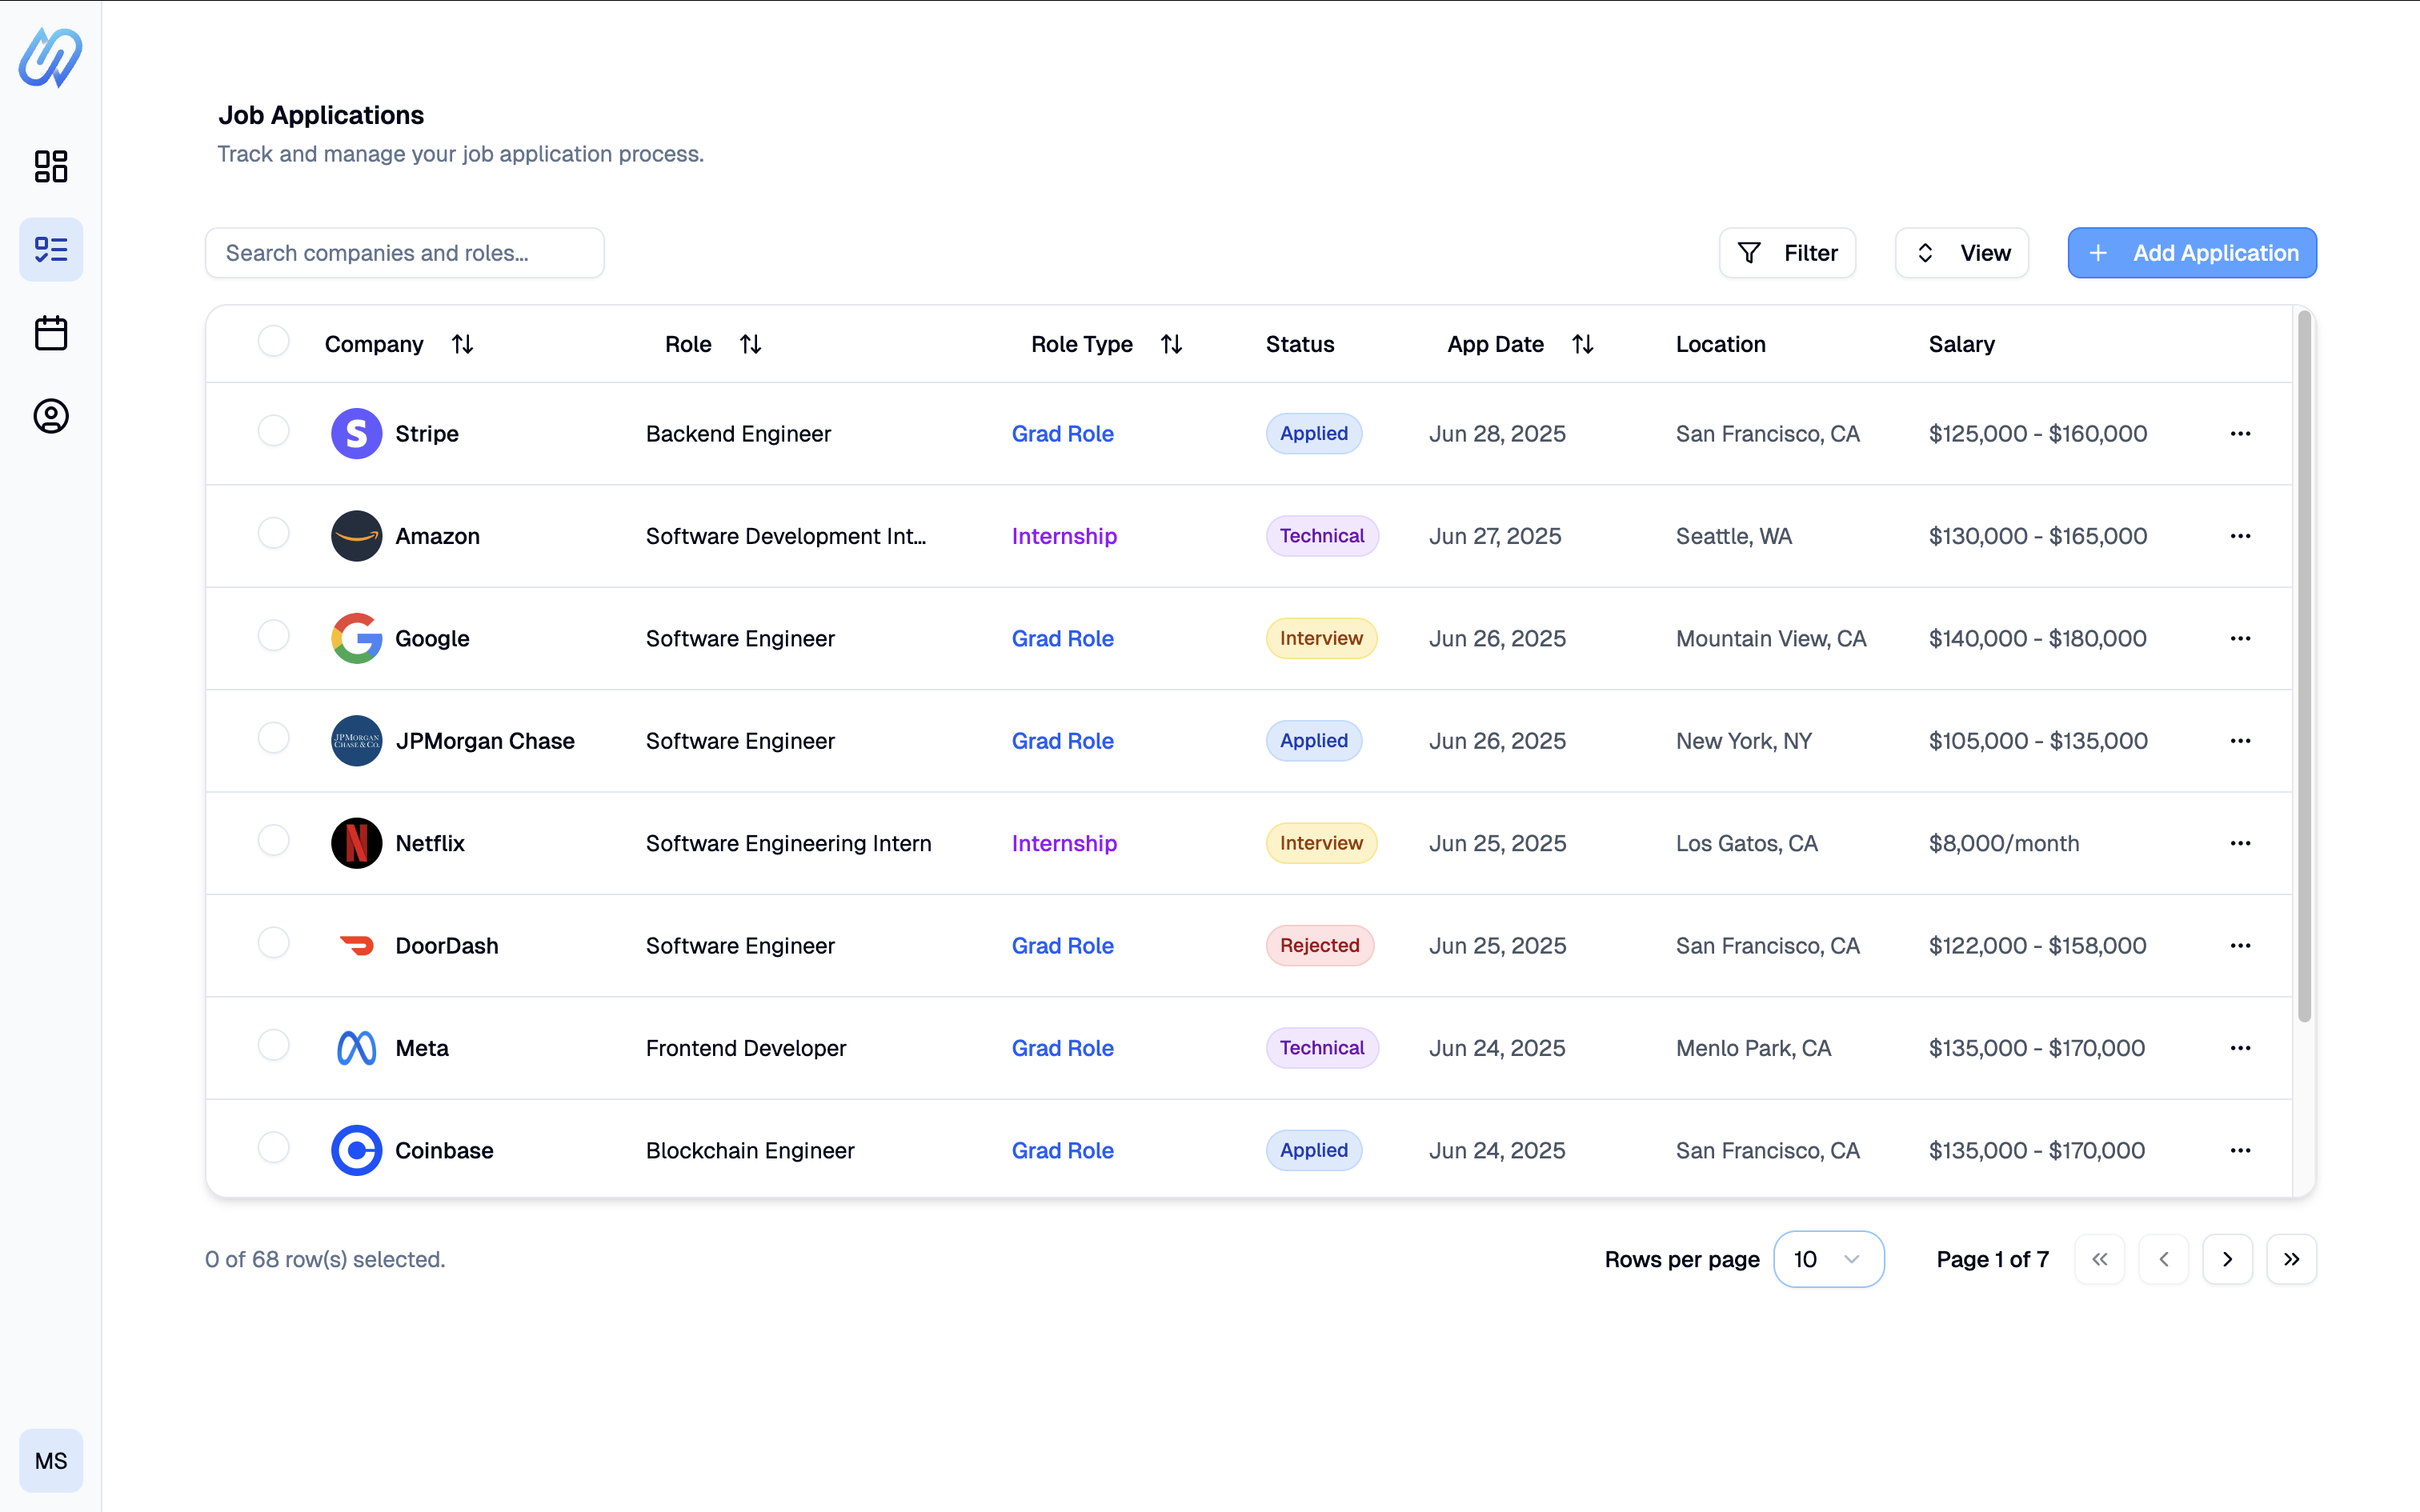 Job Applications
Track and manage your job application process.
Search companies and roles...
Filter View Add Application
Company Role Role Type Status App Date Location Salary
Stripe Backend Engineer Grad Role Applied Jun 28, 2025 San Francisco, CA $125,000 - $160,000
Amazon Software Development Int... Internship Technical Jun 27, 2025 Seattle, WA $130,000 - $165,000
Google Software Engineer Grad Role Interview Jun 26, 2025 Mountain View, CA $140,000 - $180,000
JPMORGAN CHASE & CO. JPMorgan Chase Software Engineer Grad Role Applied Jun 26, 2025 New York, NY $105,000 - $135,000
Netflix Software Engineering Intern Internship Interview Jun 25, 2025 Los Gatos, CA $8,000/month
DoorDash Software Engineer Grad Role Rejected Jun 25, 2025 San Francisco, CA $122,000 - $158,000
Meta Frontend Developer Grad Role Technical Jun 24, 2025 Menlo Park, CA $135,000 - $170,000
Coinbase Blockchain Engineer Grad Role Applied Jun 24, 2025 San Francisco, CA $135,000 - $170,000
0 of 68 row(s) selected. Rows per page 10 Page 1 of 7
MS